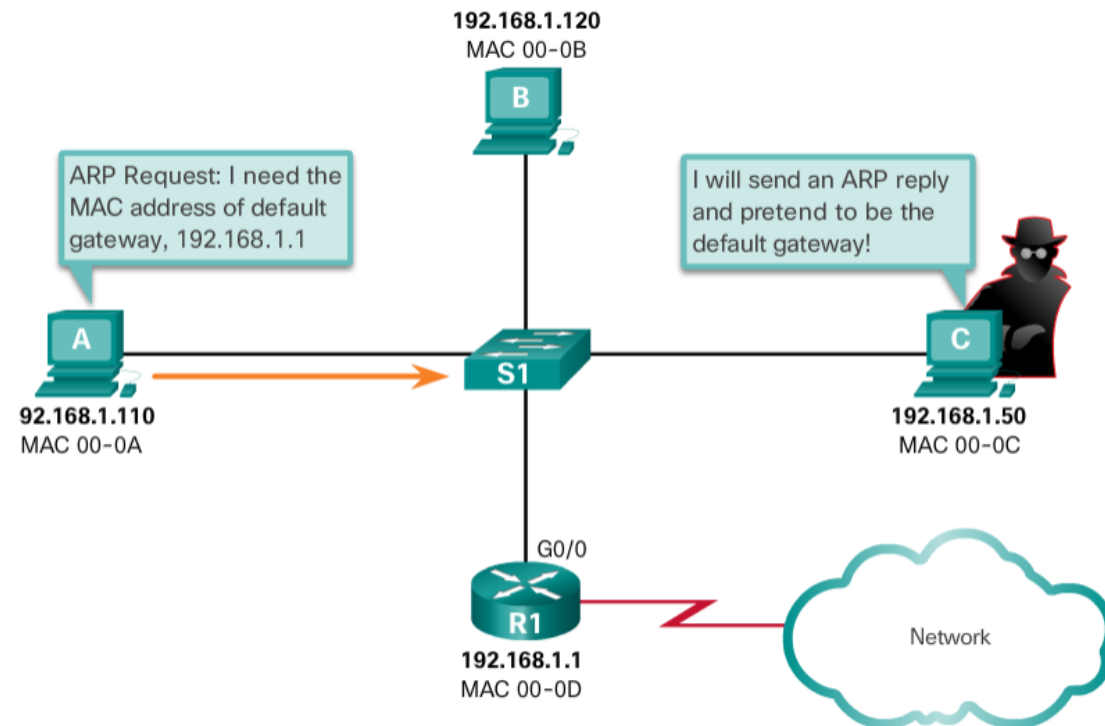 192.168.1.120
MAC 00-0B
B
ARP Request: I need the
MAC address of default
gateway, 192.168.1.1
I will send an ARP reply
and pretend to be the
default gateway!
A
S1
C
92.168.1.110
MAC 00-0A
192.168.1.50
MAC 00-0C
G0/0
R1
192.168.1.1
MAC 00-0D
Network